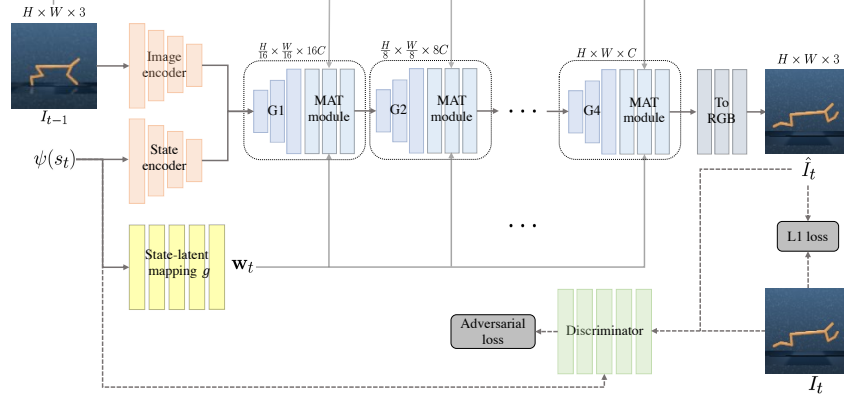 H × W × 3
H/16 × W/16 × 16C
H/8 × W/8 × 8C
H × W × C
H × W × 3
Image
encoder
G1
MAT
module
G2
MAT
module
· · ·
G4
MAT
module
To
RGB
I_{t−1}
State
encoder
ψ(s_t)
Î_t
· · ·
L1 loss
State-latent
mapping g
w_t
Adversarial
loss
Discriminator
I_t